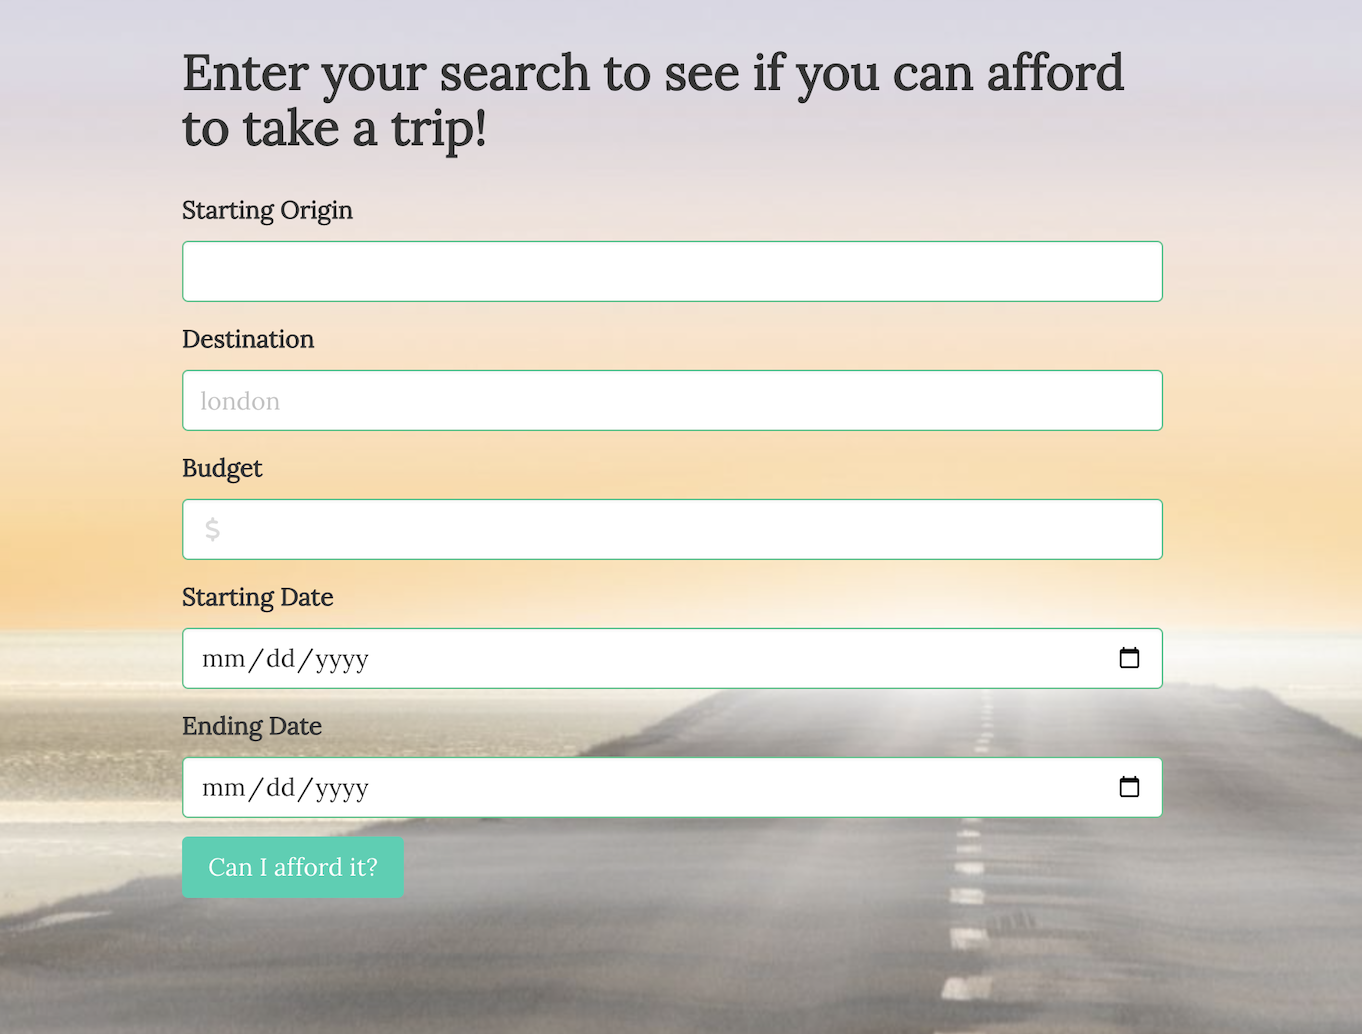 Enter your search to see if you can afford
to take a trip!
Starting Origin
Destination
london
Budget
$
Starting Date
mm/dd/yyyy
Ending Date
mm/dd/yyyy
Can I afford it?